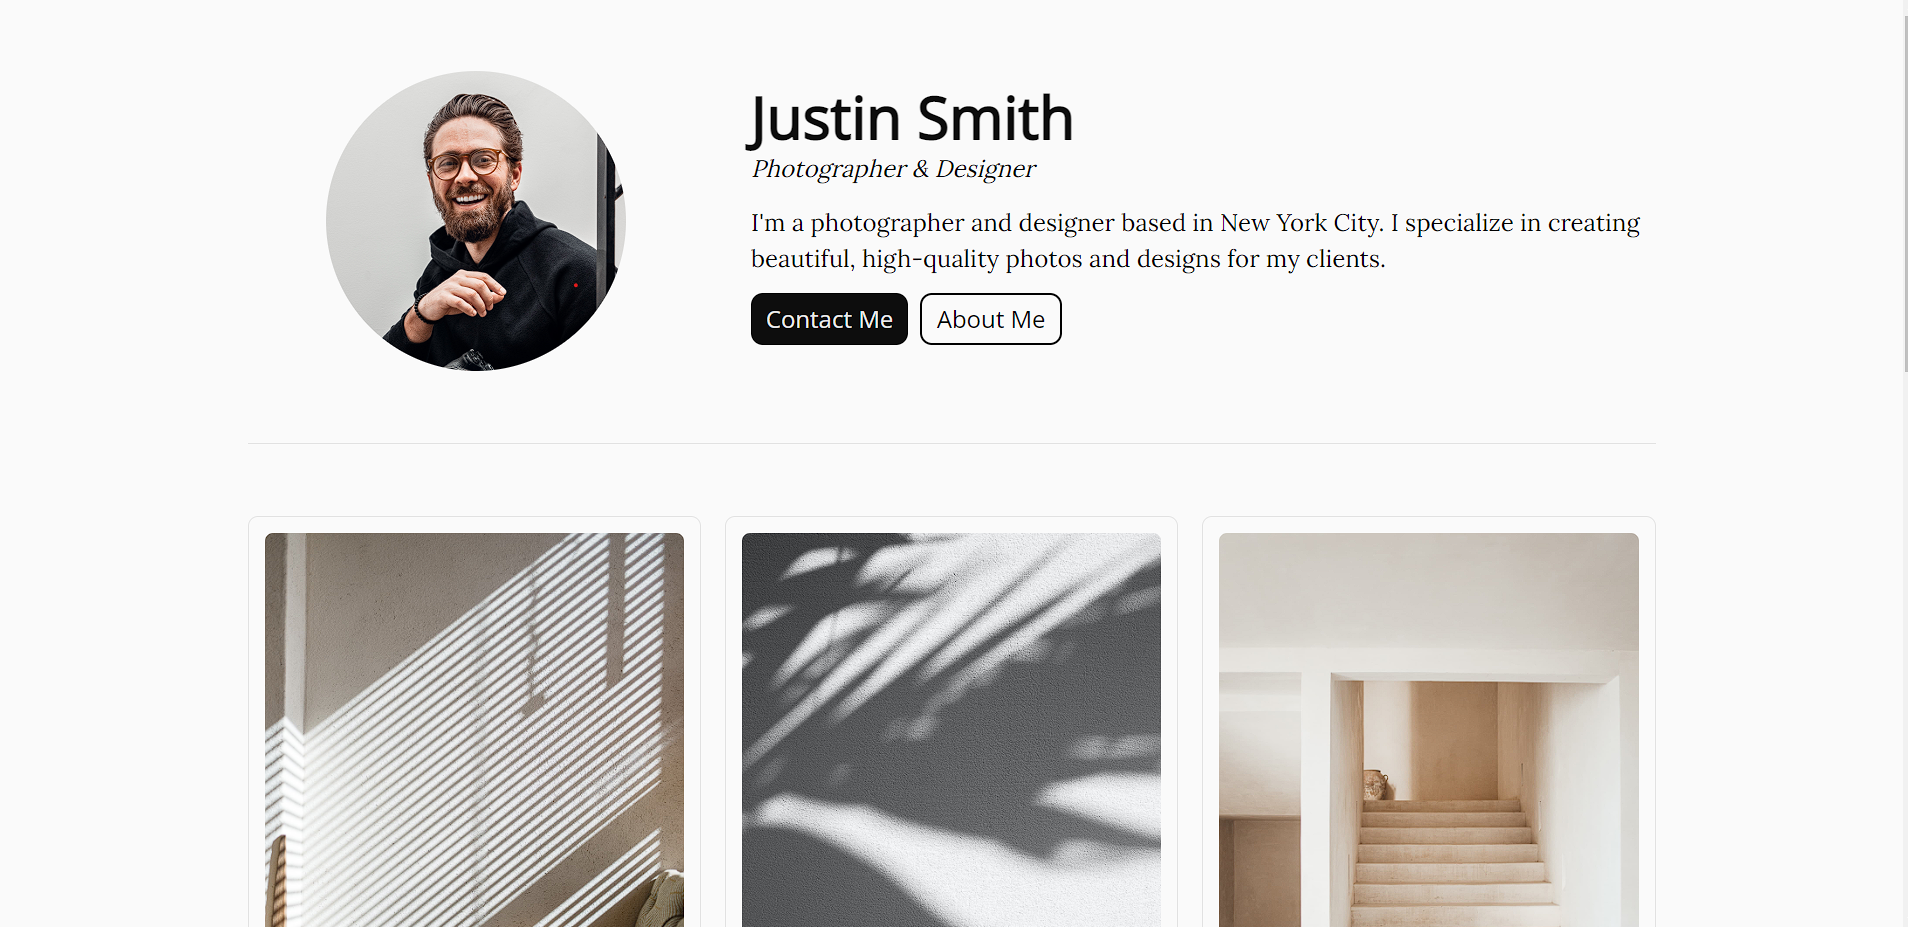 Justin Smith
Photographer & Designer
I'm a photographer and designer based in New York City. I specialize in creating
beautiful, high-quality photos and designs for my clients.
Contact Me
About Me